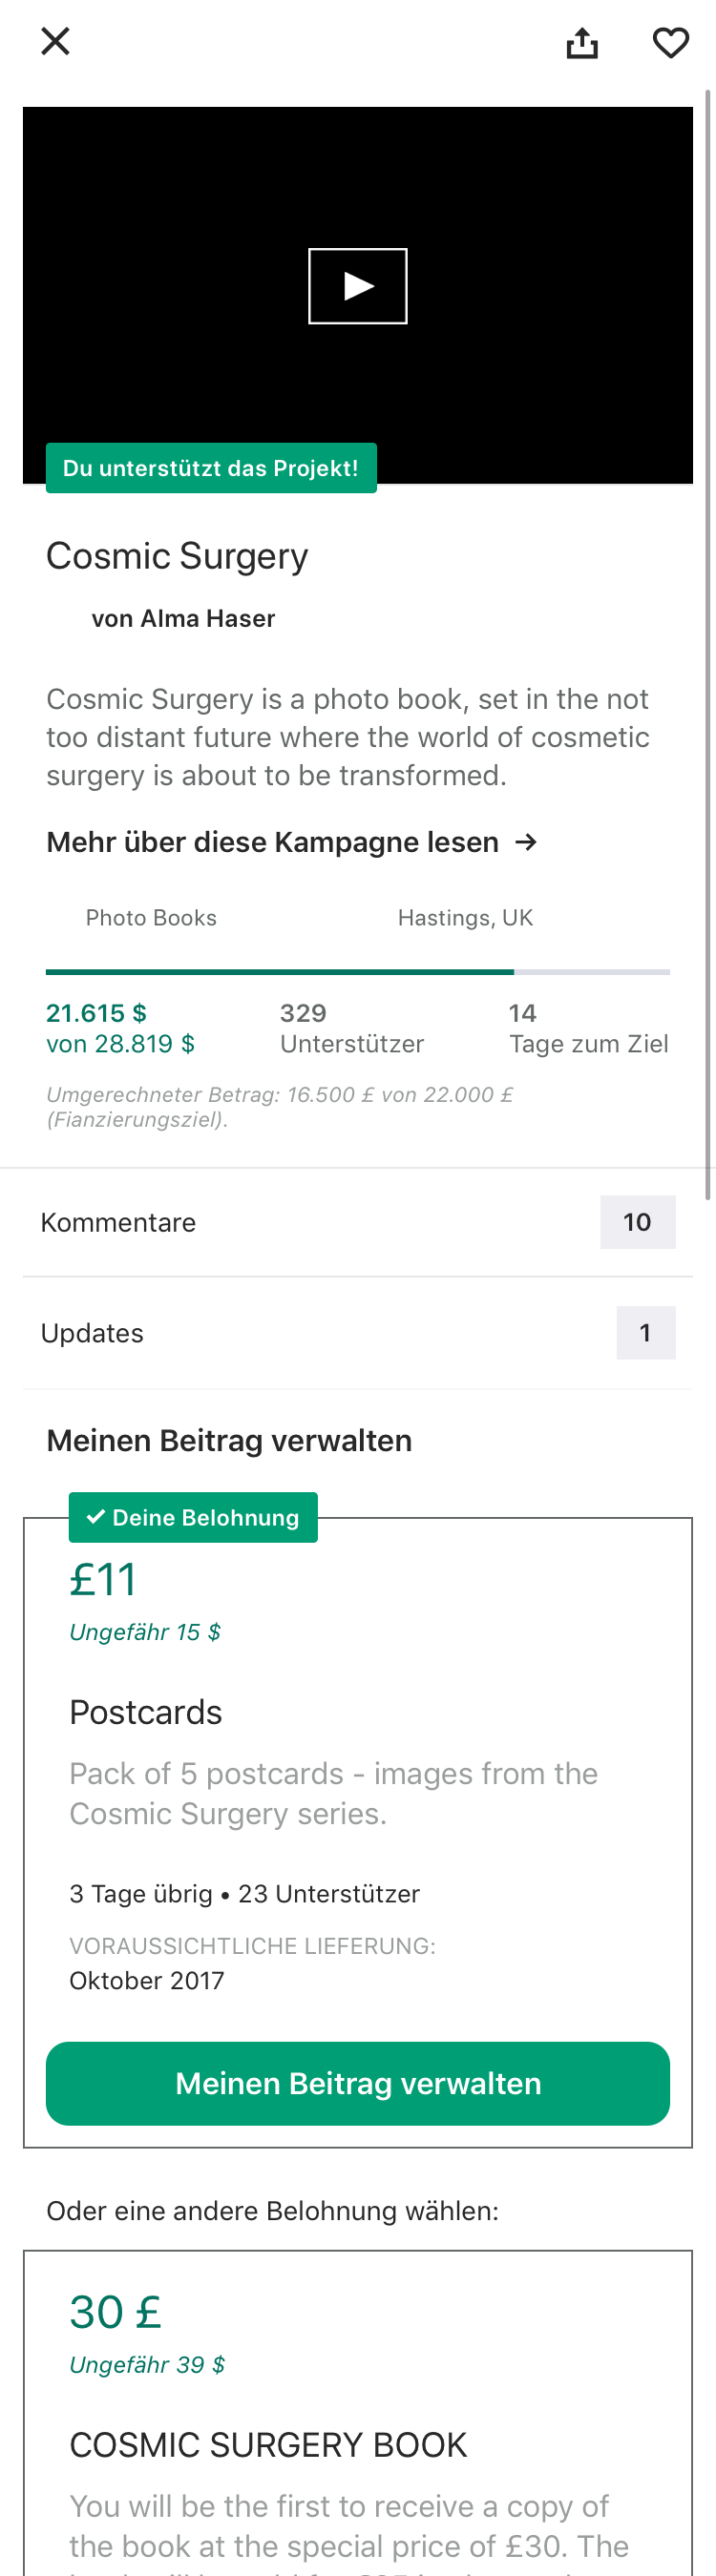 Du unterstützt das Projekt!
Cosmic Surgery
von Alma Haser
Cosmic Surgery is a photo book, set in the not
too distant future where the world of cosmetic
surgery is about to be transformed.
Mehr über diese Kampagne lesen →
Photo Books Hastings, UK
21.615 $ 329 14
von 28.819 $ Unterstützer Tage zum Ziel
Umgerechneter Betrag: 16.500 £ von 22.000 £
(Fianzierungsziel).
Kommentare 10
Updates 1
Meinen Beitrag verwalten
✓ Deine Belohnung
£11
Ungefähr 15 $
Postcards
Pack of 5 postcards - images from the
Cosmic Surgery series.
3 Tage übrig • 23 Unterstützer
VORAUSSICHTLICHE LIEFERUNG:
Oktober 2017
Meinen Beitrag verwalten
Oder eine andere Belohnung wählen:
30 £
Ungefähr 39 $
COSMIC SURGERY BOOK
You will be the first to receive a copy of
the book at the special price of £30. The